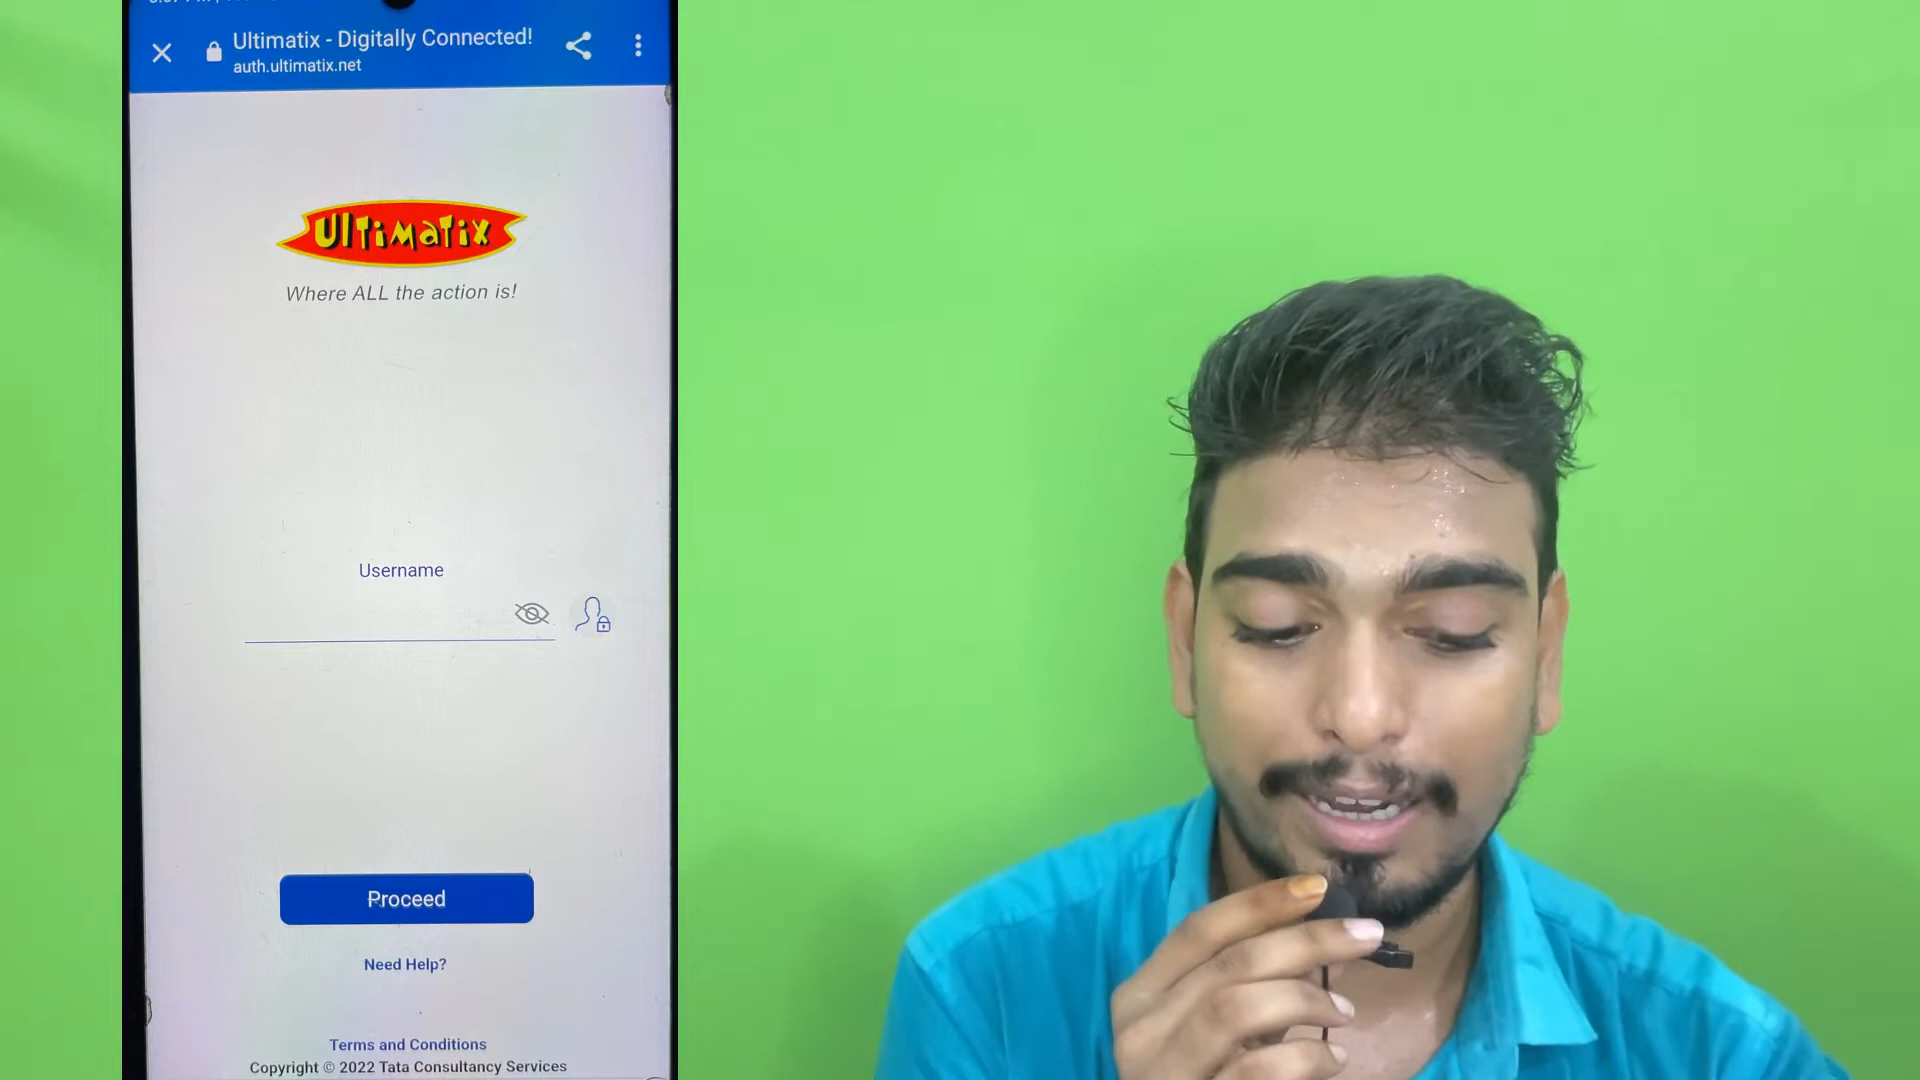 Ultimatix - Digitally Connected!
auth.ultimatix.net
Ultimatix
Where ALL the action is!
Username
Proceed
Need Help?
Terms and Conditions
Copyright © 2022 Tata Consultancy Services